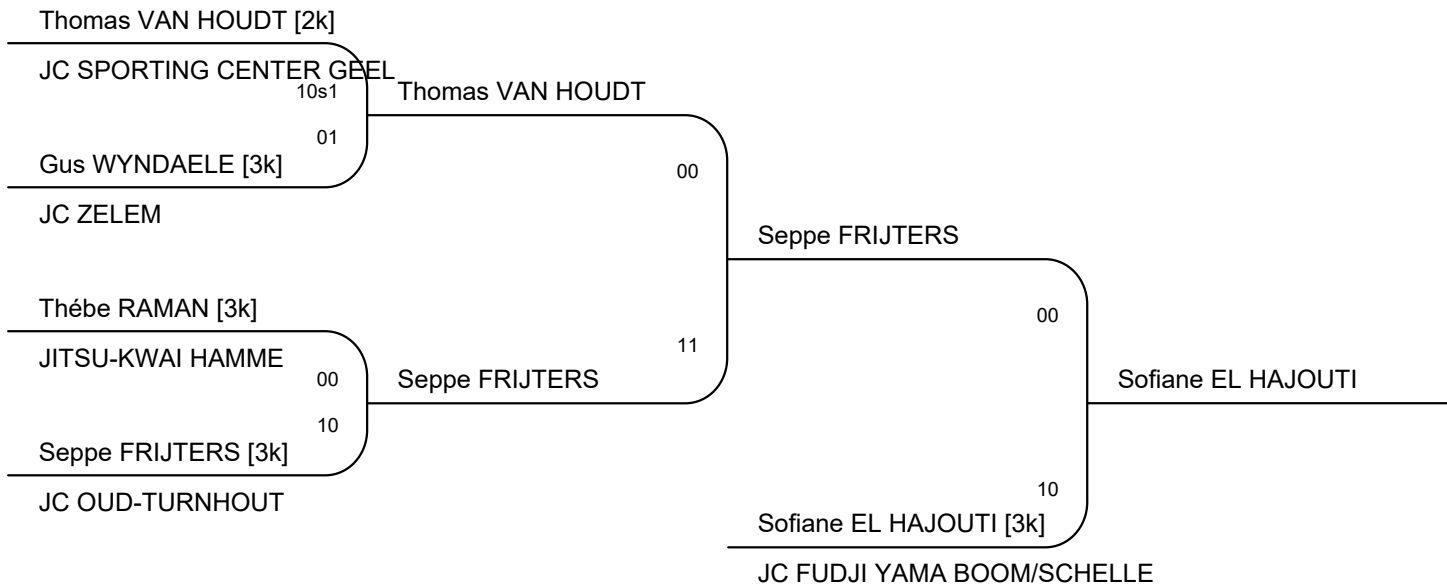 Thomas VAN HOUDT [2k]
JC SPORTING CENTER GEEL
10s1
Thomas VAN HOUDT
01
Gus WYNDAELE [3k]
00
JC ZELEM
Seppe FRIJTERS
Thébe RAMAN [3k]
00
11
JITSU-KWAI HAMME
00
Seppe FRIJTERS
Sofiane EL HAJOUTI
10
Seppe FRIJTERS [3k]
10
JC OUD-TURNHOUT
Sofiane EL HAJOUTI [3k]
JC FUDJI YAMA BOOM/SCHELLE